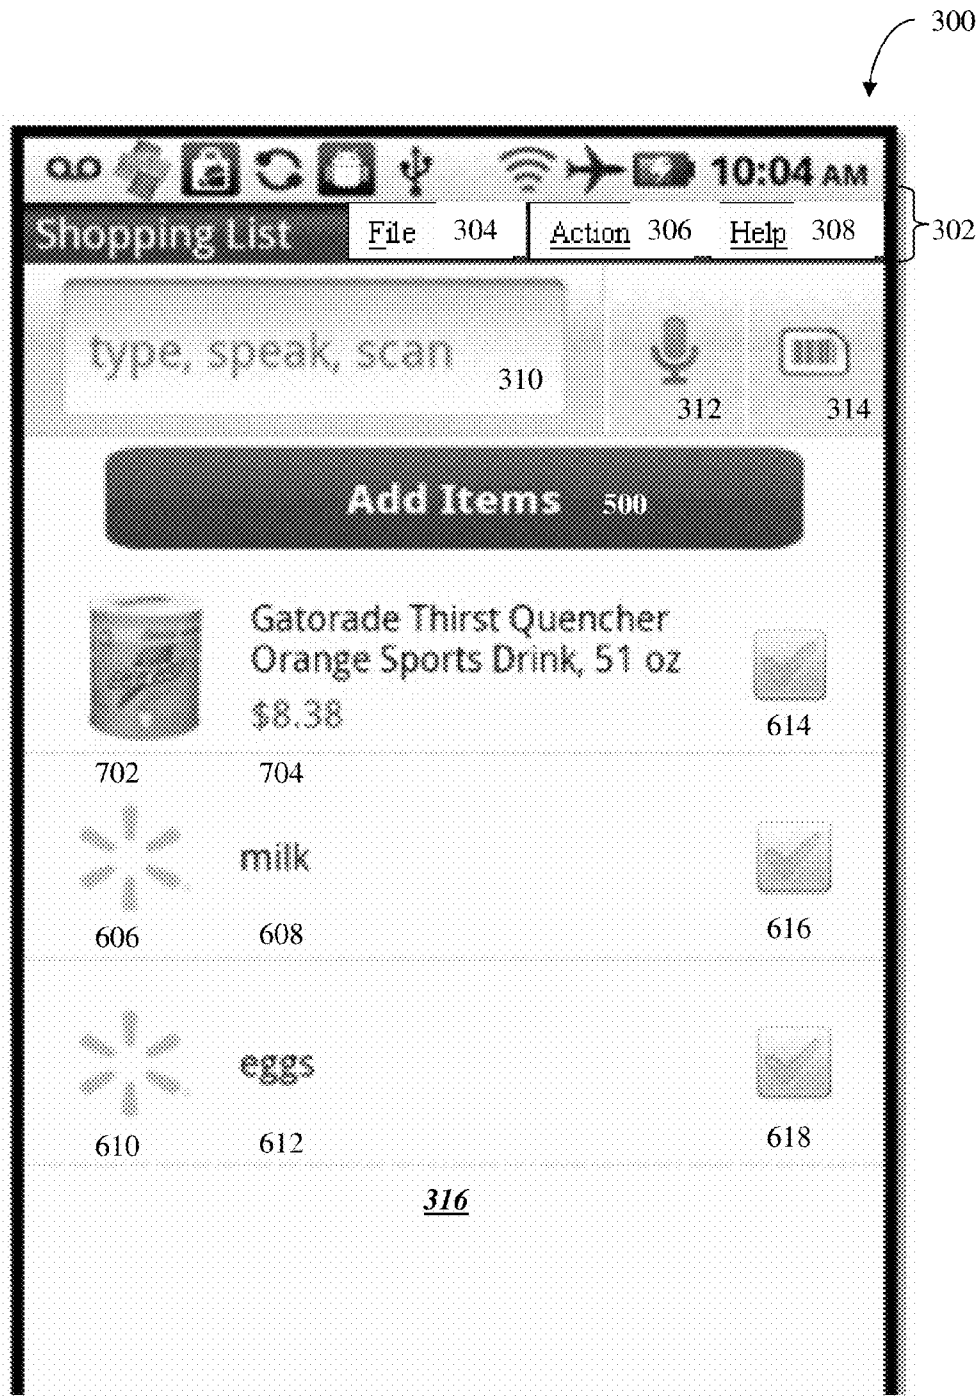 300
10:04 AM
Shopping List File 304 Action 306 Help 308 302
type, speak, scan 310
312 314
Add Items 500
Gatorade Thirst Quencher
Orange Sports Drink, 51 oz
$8.38
614
702 704
milk
606 608 616
eggs
610 612 618
316